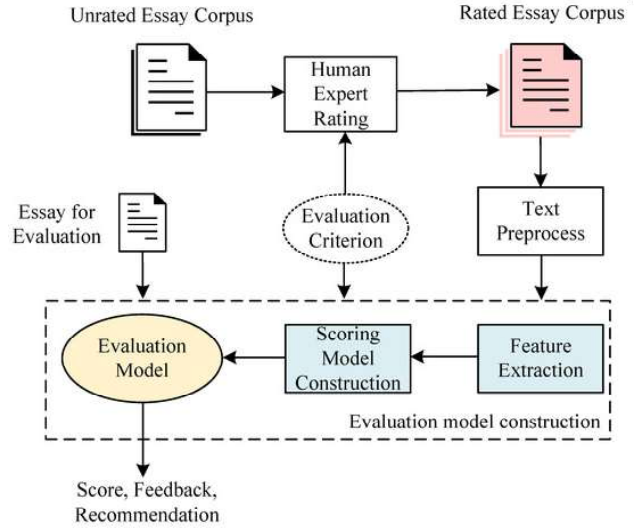 Unrated Essay Corpus
Rated Essay Corpus
Human
Expert
Rating
Essay for
Evaluation
Evaluation
Criterion
Text
Preprocess
Evaluation
Model
Scoring
Model
Construction
Feature
Extraction
Evaluation model construction
Score, Feedback,
Recommendation